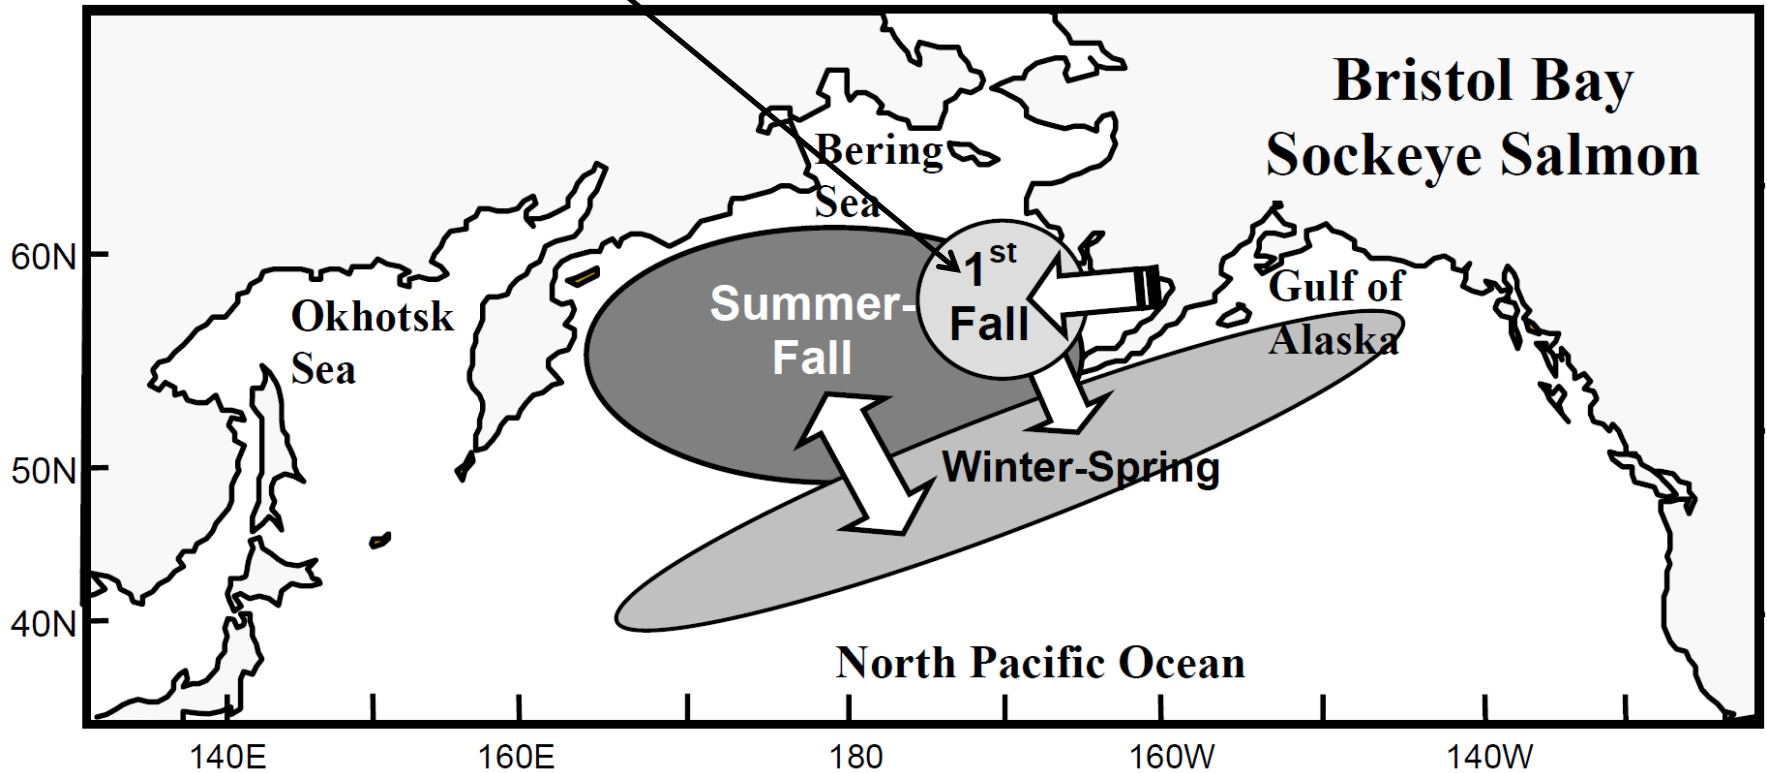 Bristol Bay
Sockeye Salmon
Bering
Sea
60N
1st
Fall
Gulf of
Alaska
Summer-
Fall
Okhotsk
Sea
50N
Winter-Spring
40N
North Pacific Ocean
140E
160E
180
160W
140W